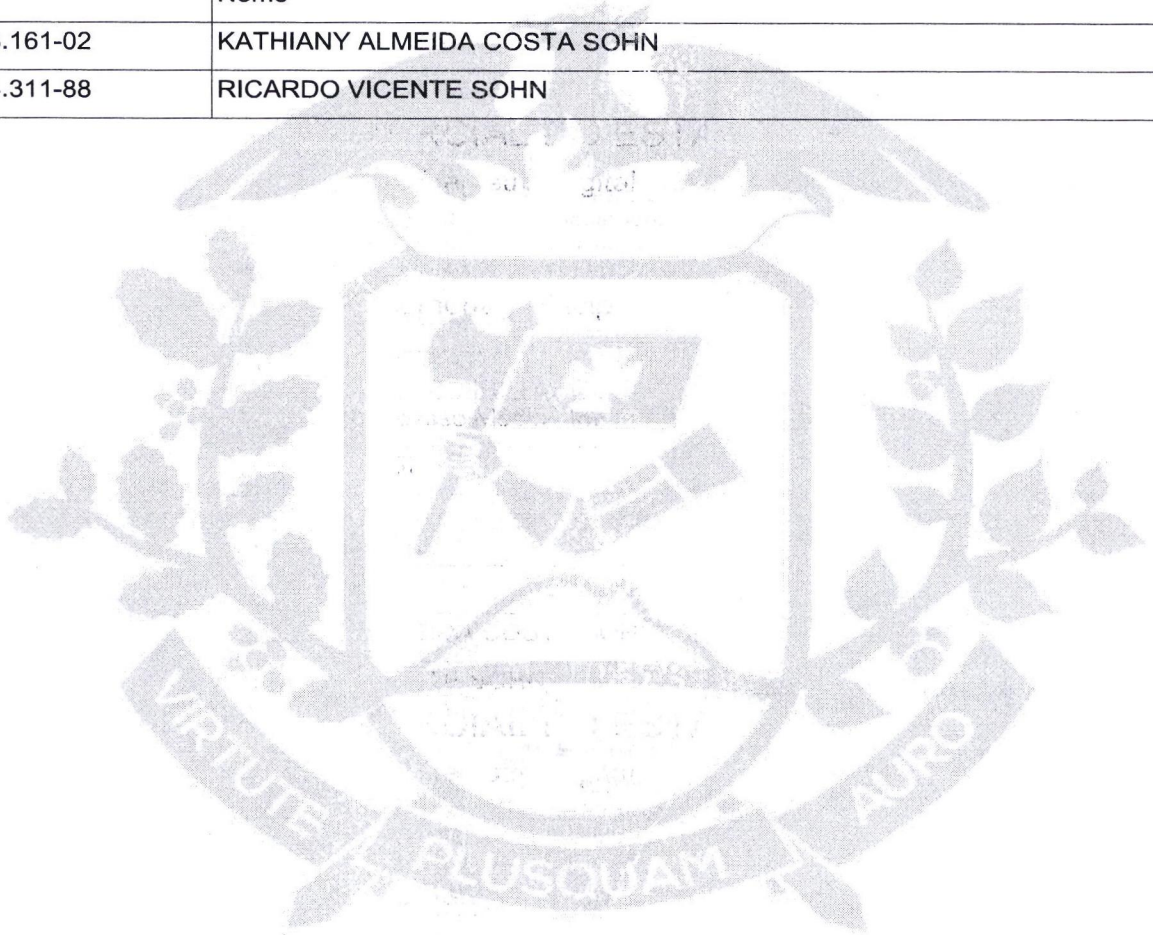 Nome
.161-02 KATHIANY ALMEIDA COSTA SOHN
.311-88 RICARDO VICENTE SOHN
VIRTUTE PLUSQUAM AURO